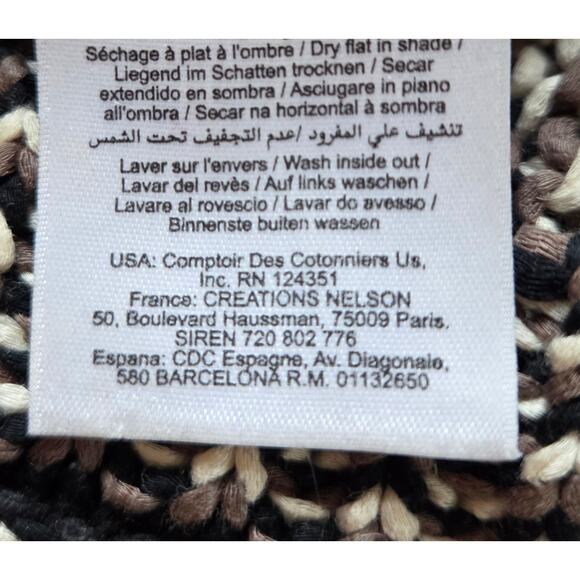 Séchage à plat à l'ombre / Dry flat in shade /
Liegend im Schatten trocknen / Secar
extendido en sombra / Asciugare in piano
all'ombra / Secar na horizontal à sombra
تنشيف علي المفرود / عدم التجفيف تحت الشمس
Laver sur l'envers / Wash inside out /
Lavar del revès / Auf links waschen /
Lavare al rovescio / Lavar do avesso /
Binnenste buiten wassen
USA: Comptoir Des Cotonniers Us,
Inc. RN 124351
France: CREATIONS NELSON
50, Boulevard Haussman, 75009 Paris.
SIREN 720 802 776
Espana: CDC Espagne, Av. Diagonale,
580 BARCELONA R.M. 01132650